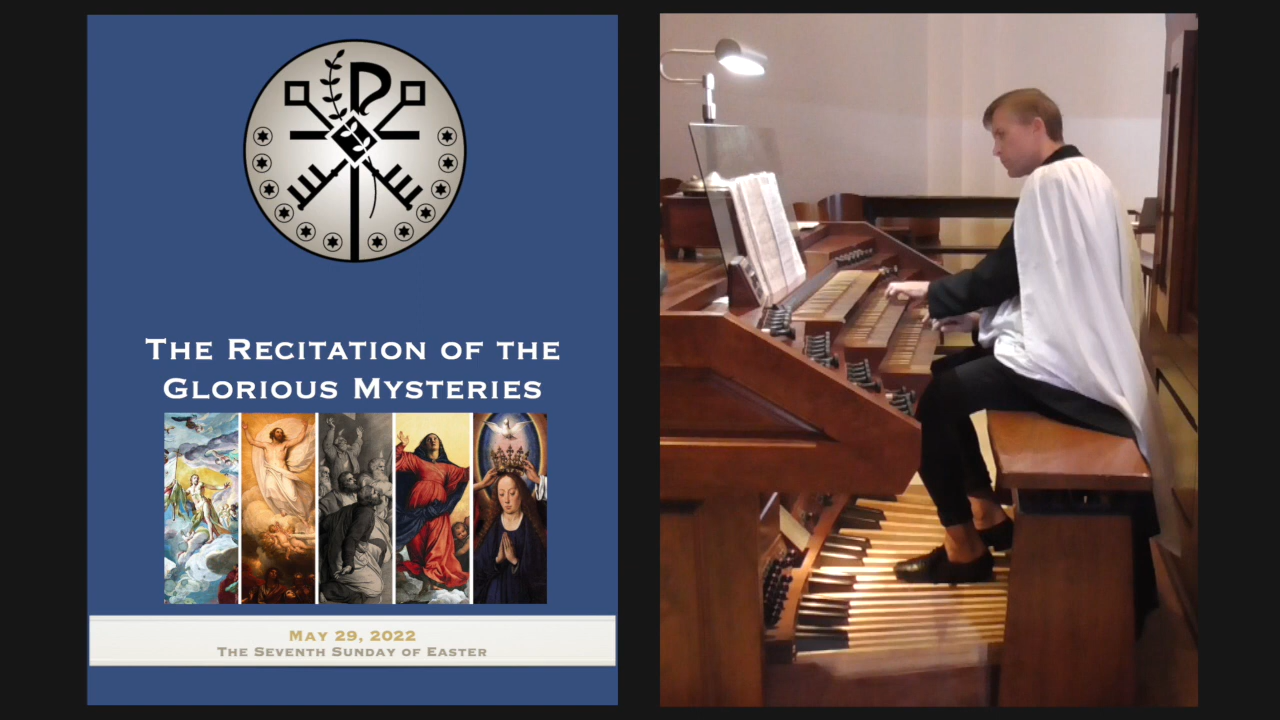 The Recitation of the
Glorious Mysteries
May 29, 2022
The Seventh Sunday of Easter